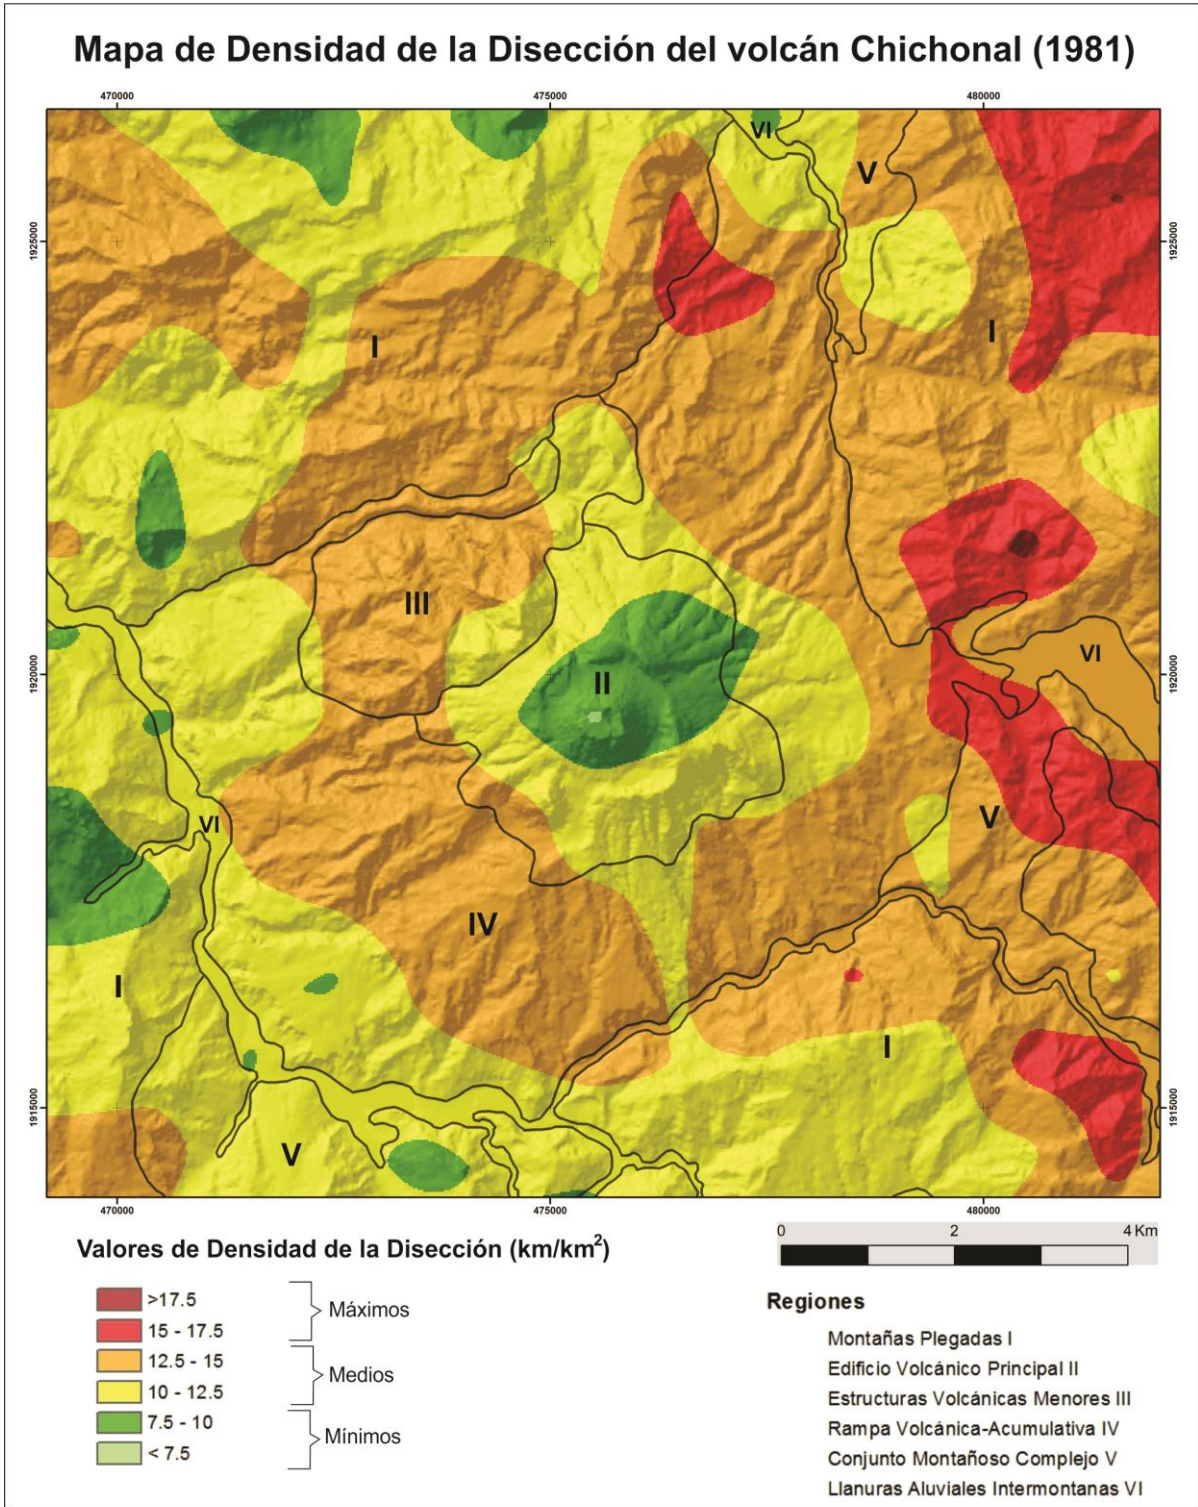 Mapa de Densidad de la Disección del volcán Chichonal (1981)
470000
475000
480000
VI
V
1925000
1925000
I
I
III
II
VI
1920000
1920000
V
VI
IV
I
I
1915000
1915000
V
470000
475000
480000
Valores de Densidad de la Disección (km/km²)
>17.5
15 - 17.5
Máximos
12.5 - 15
10 - 12.5
Medios
7.5 - 10
< 7.5
Mínimos
0 2 4 Km
Regiones
Montañas Plegadas I
Edificio Volcánico Principal II
Estructuras Volcánicas Menores III
Rampa Volcánica-Acumulativa IV
Conjunto Montañoso Complejo V
Llanuras Aluviales Intermontanas VI